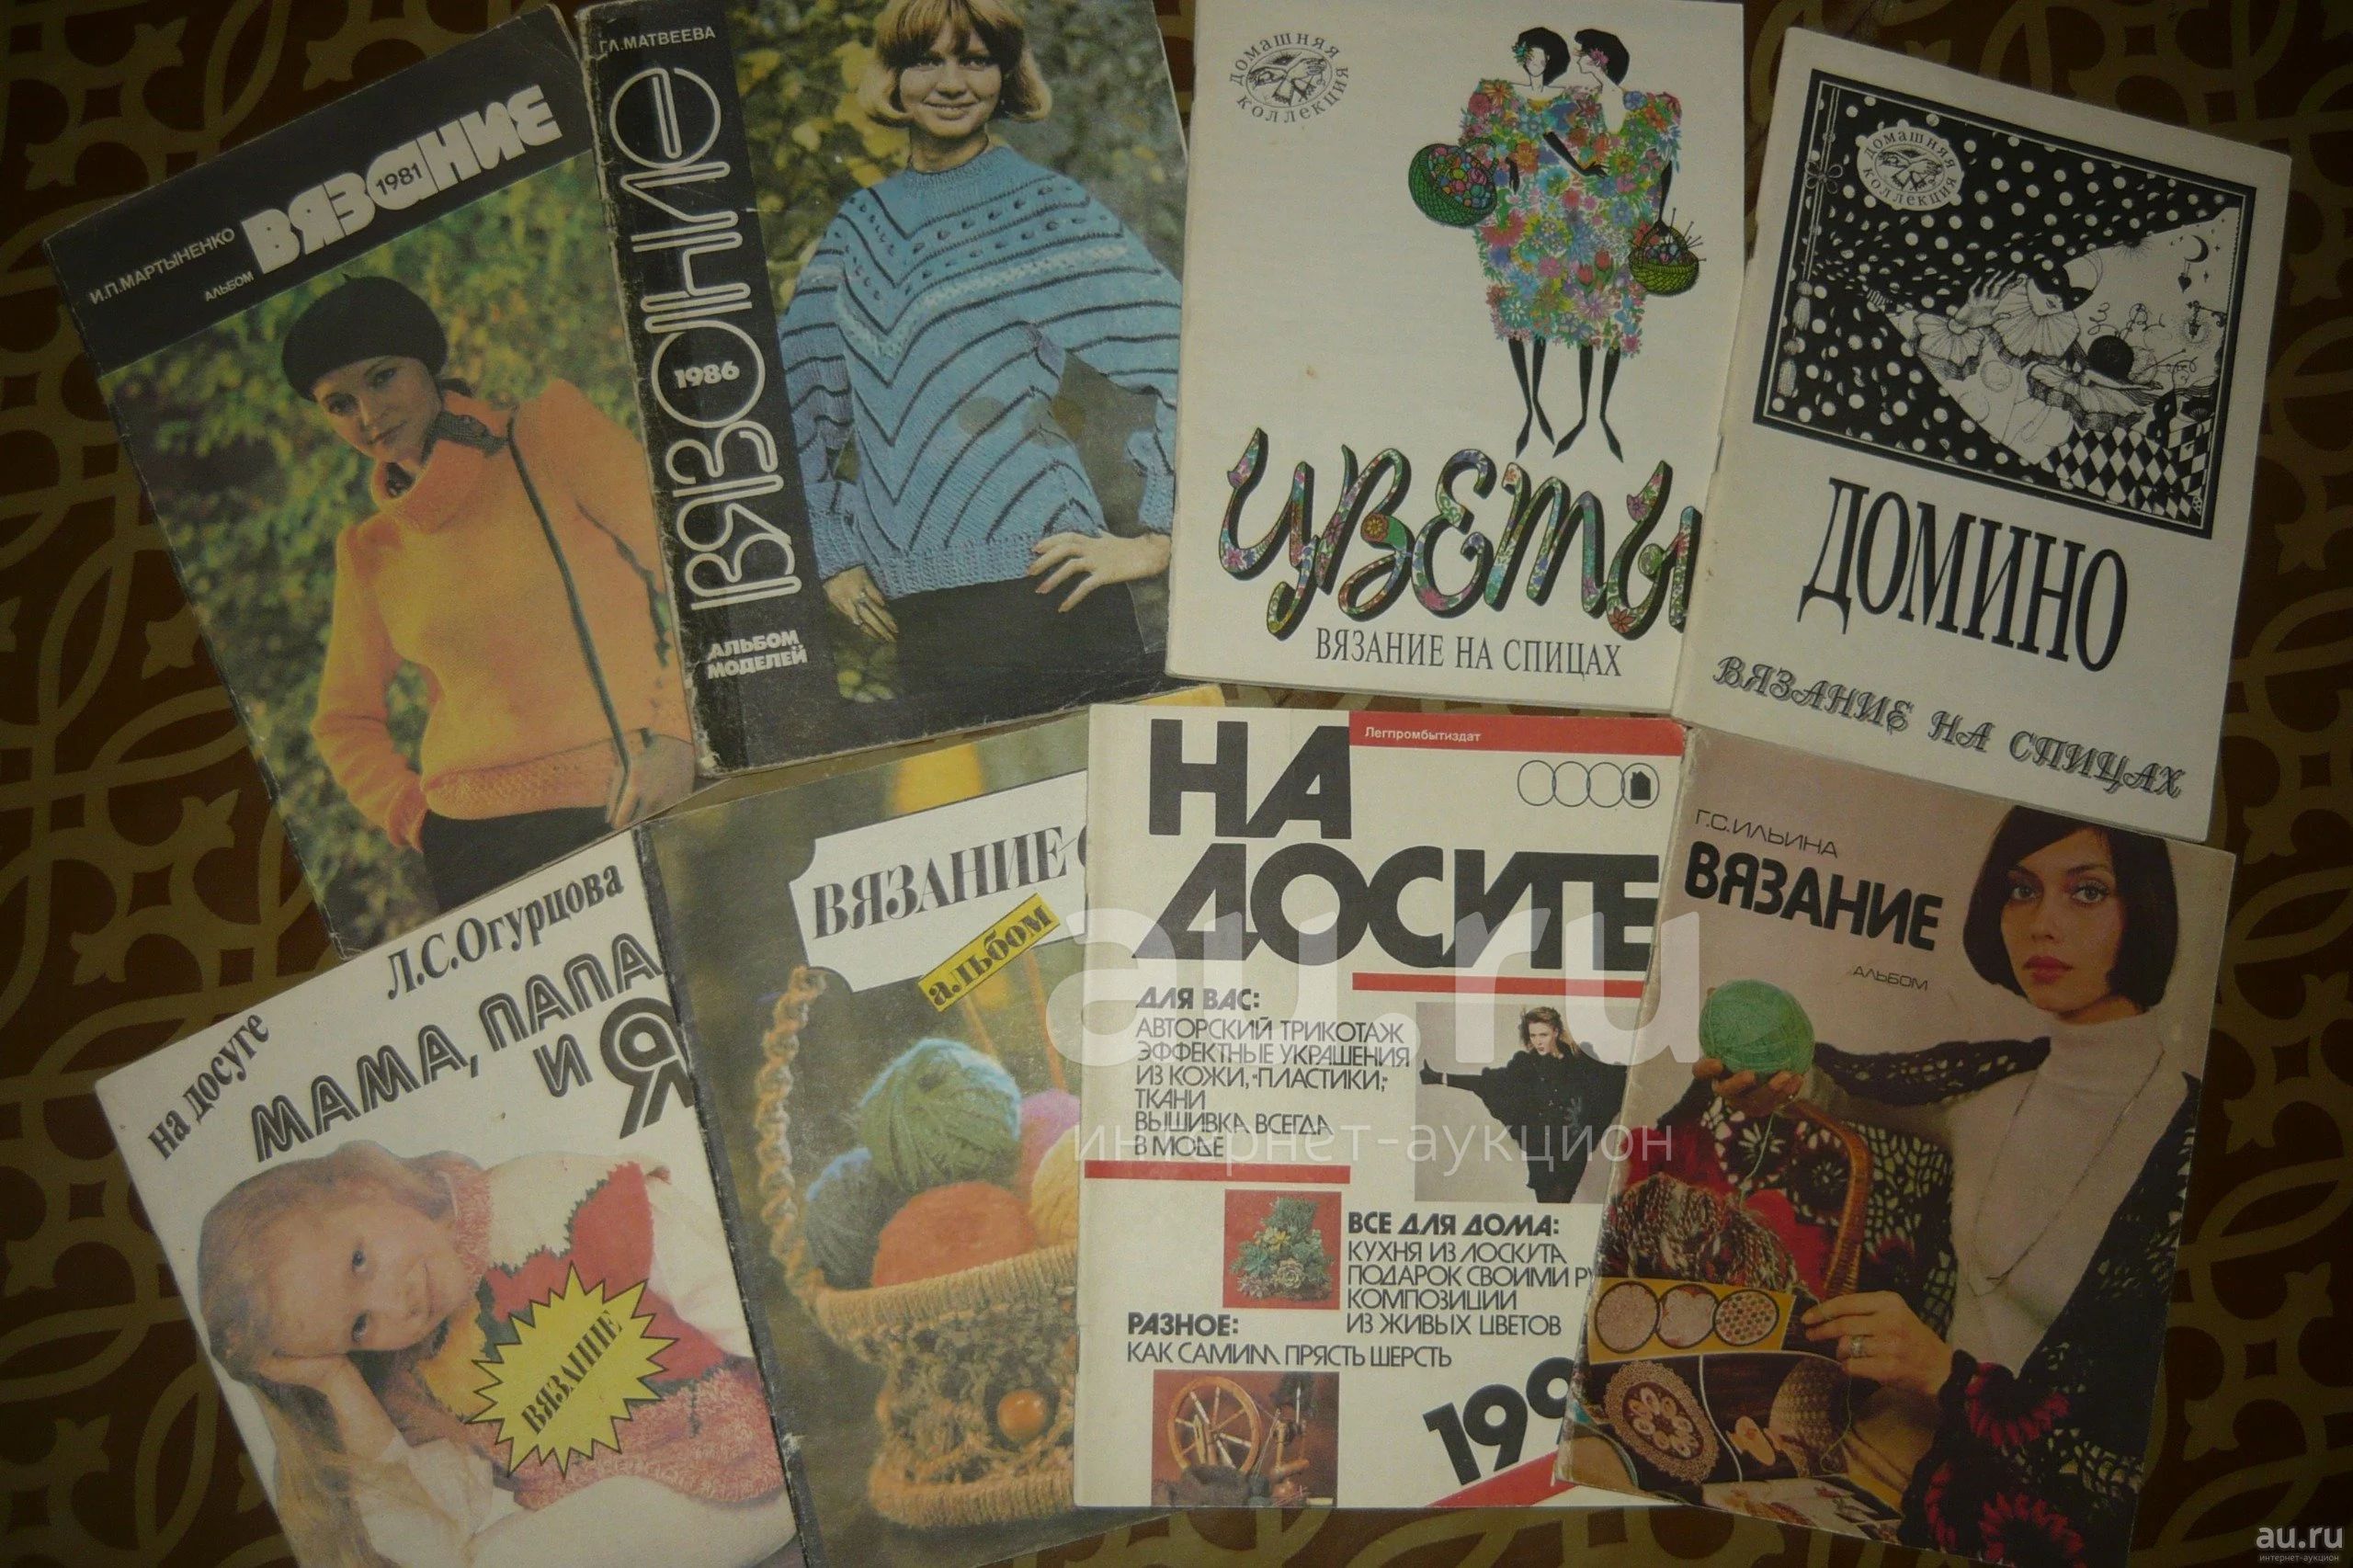 И.П.МАРТЫНЕНКО
АЛЬБОМ
ВЯЗАНИЕ
1981
Г.Л.МАТВЕЕВА
ВЯЗАНИЕ
1986
АЛЬБОМ
МОДЕЛЕЙ
ДОМАШНЯЯ
КОЛЛЕКЦИЯ
ЦВЕТЫ
ВЯЗАНИЕ НА СПИЦАХ
ДОМАШНЯЯ
КОЛЛЕКЦИЯ
ДОМИНО
ВЯЗАНИЕ НА СПИЦАХ
на досуге
Л.С.Огурцова
МАМА, ПАПА
И Я
ВЯЗАНИЕ
ВЯЗАНИЕ
альбом
Легпромбытиздат
НА
ДОСУГЕ
ДЛЯ ВАС:
АВТОРСКИЙ ТРИКОТАЖ
ЭФФЕКТНЫЕ УКРАШЕНИЯ
ИЗ КОЖИ, "ПЛАСТИКИ,"
ТКАНИ
ВЫШИВКА ВСЕГДА
В МОДЕ
ВСЕ ДЛЯ ДОМА:
КУХНЯ ИЗ ЛОСКУТА
ПОДАРОК СВОИМИ РУ
КОМПОЗИЦИИ
ИЗ ЖИВЫХ ЦВЕТОВ
РАЗНОЕ:
КАК САМИМ ПРЯСТЬ ШЕРСТЬ
199
Г.С.ИЛЬИНА
ВЯЗАНИЕ
АЛЬБОМ
au.ru
интернет-аукцион
au.ru
интернет-аукцион